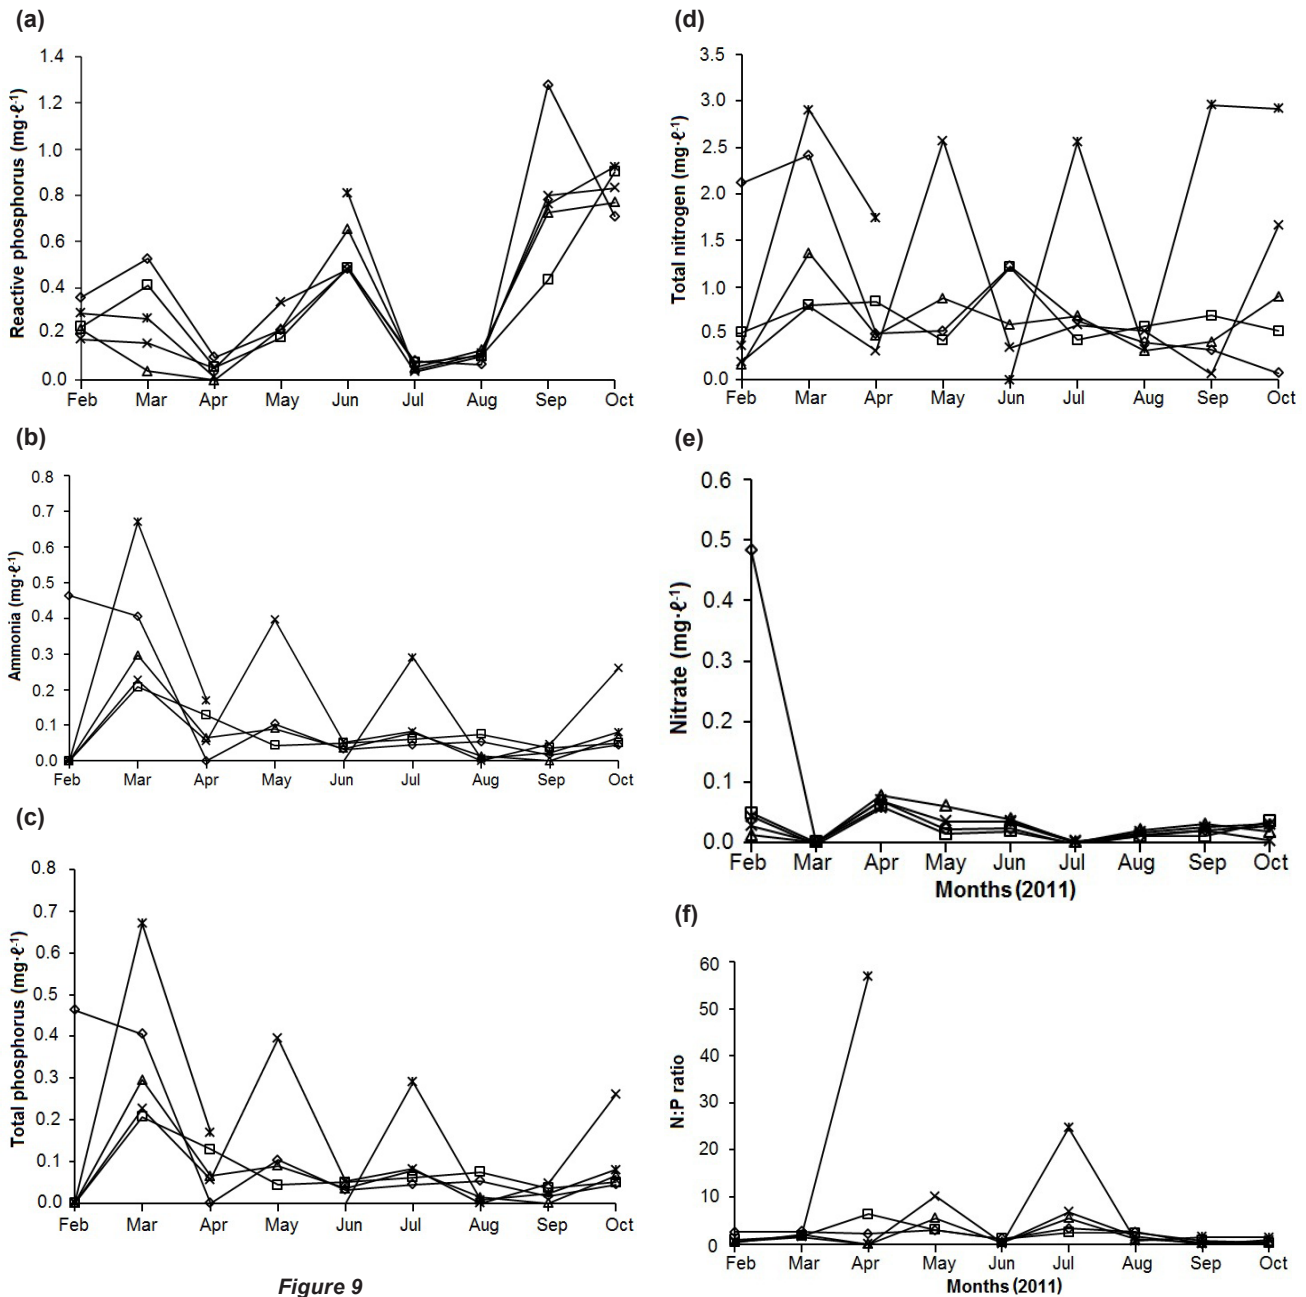 (a)
Reactive phosphorus (mg·ℓ-1)
1.4
1.2
1.0
0.8
0.6
0.4
0.2
0.0
Feb Mar Apr May Jun Jul Aug Sep Oct
(b)
Ammonia (mg·ℓ-1)
0.8
0.7
0.6
0.5
0.4
0.3
0.2
0.1
0.0
Feb Mar Apr May Jun Jul Aug Sep Oct
(c)
Total phosphorus (mg·ℓ-1)
0.8
0.7
0.6
0.5
0.4
0.3
0.2
0.1
0.0
Feb Mar Apr May Jun Jul Aug Sep Oct
Figure 9
(d)
Total nitrogen (mg·ℓ-1)
3.5
3.0
2.5
2.0
1.5
1.0
0.5
0.0
Feb Mar Apr May Jun Jul Aug Sep Oct
(e)
Nitrate (mg·ℓ-1)
0.6
0.5
0.4
0.3
0.2
0.1
0.0
Feb Mar Apr May Jun Jul Aug Sep Oct
Months (2011)
(f)
N:P ratio
60
50
40
30
20
10
0
Feb Mar Apr May Jun Jul Aug Sep Oct
Months (2011)